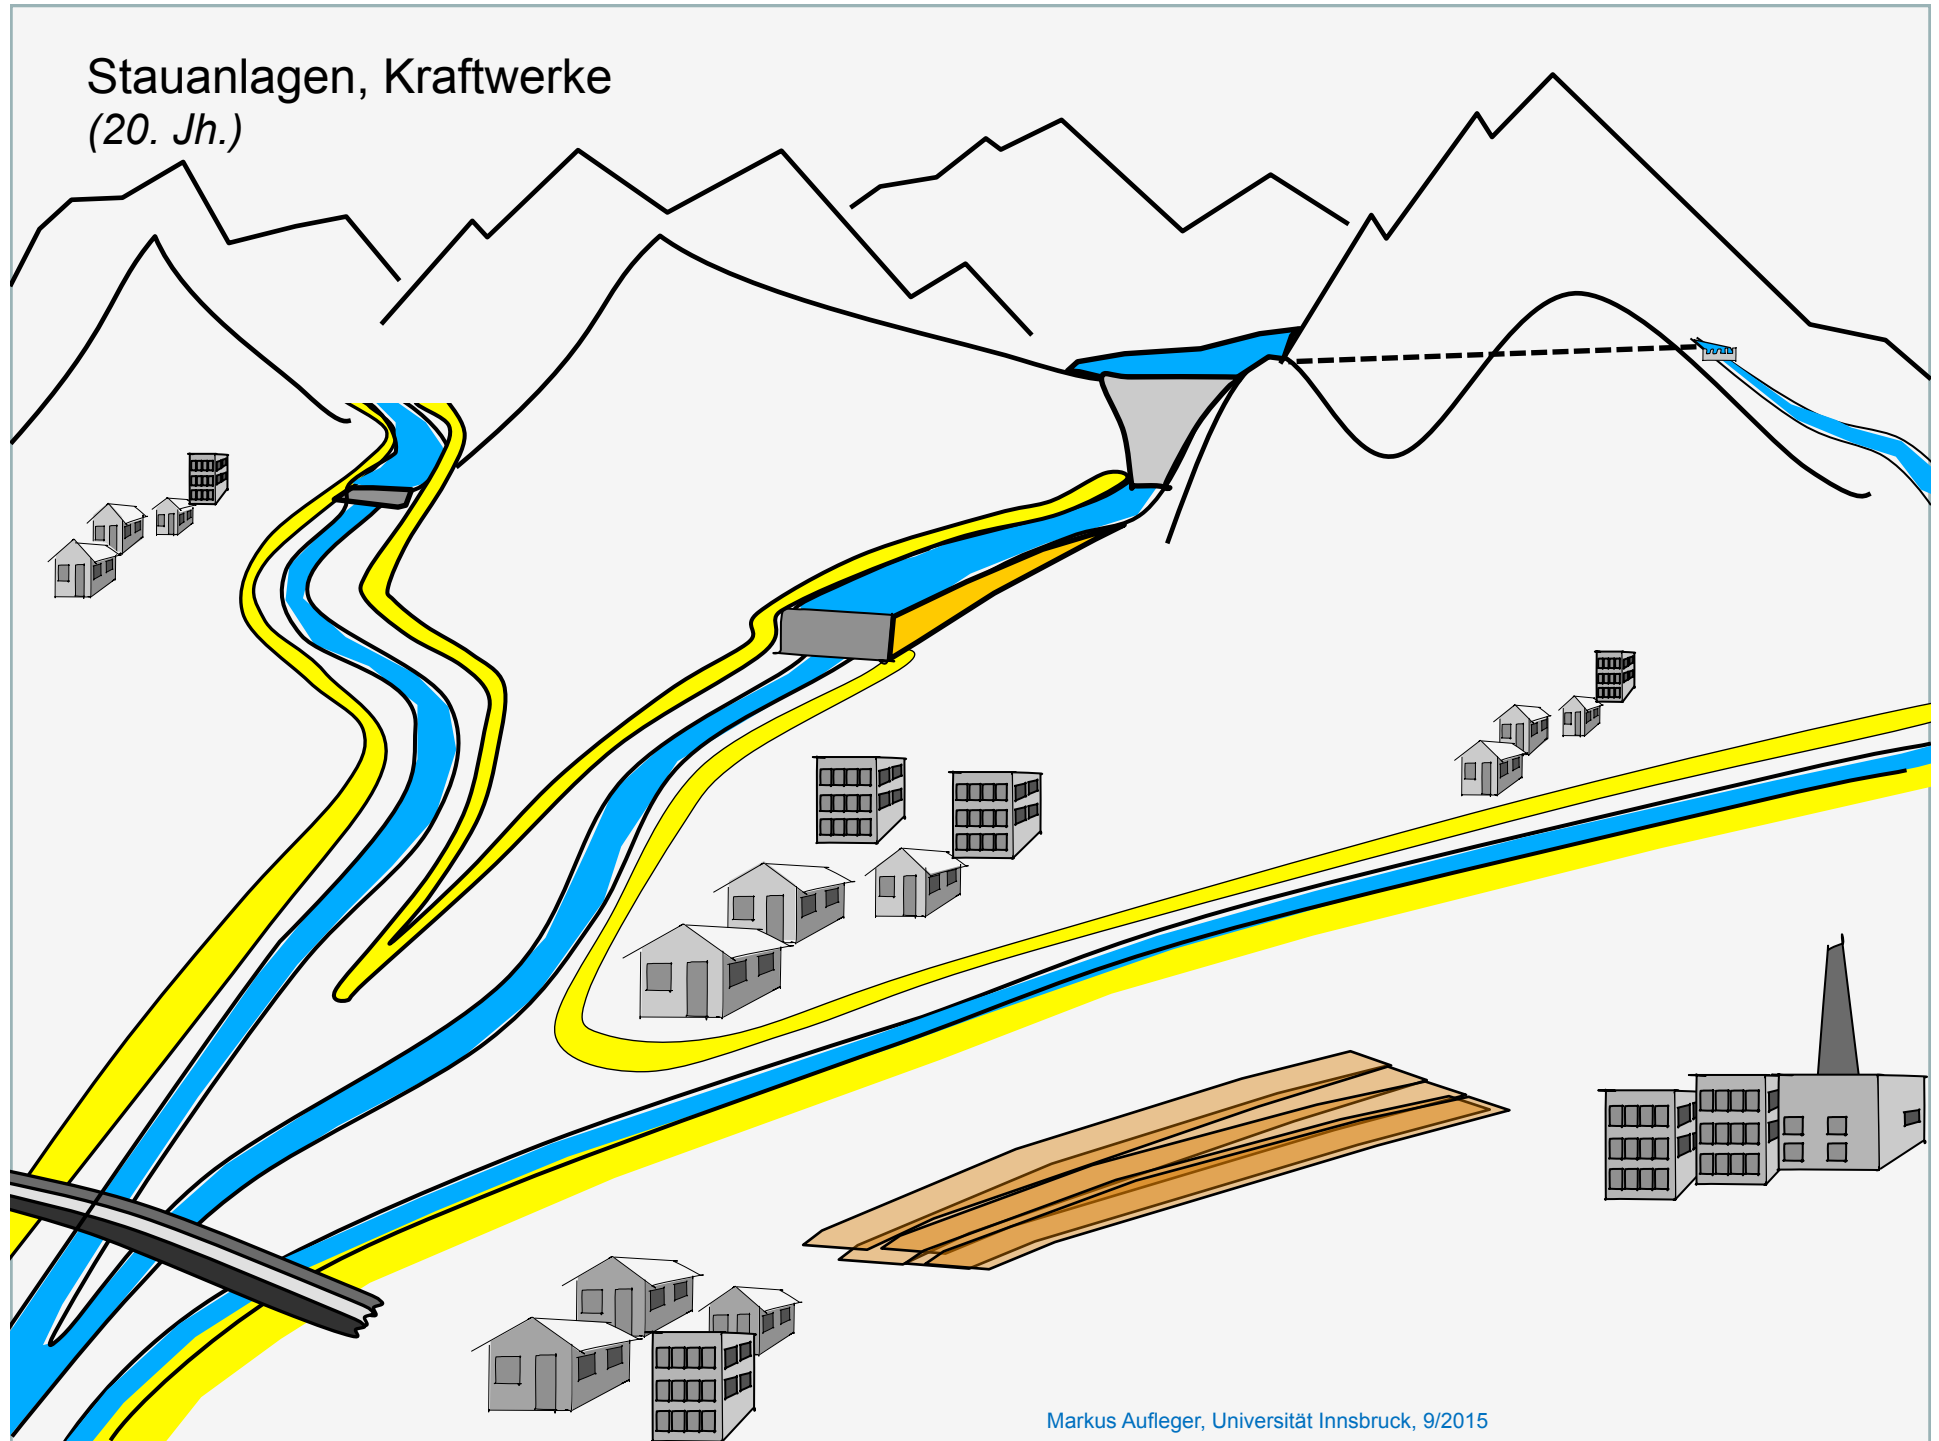 Stauanlagen, Kraftwerke
(20. Jh.)
Markus Aufleger, Universität Innsbruck, 9/2015